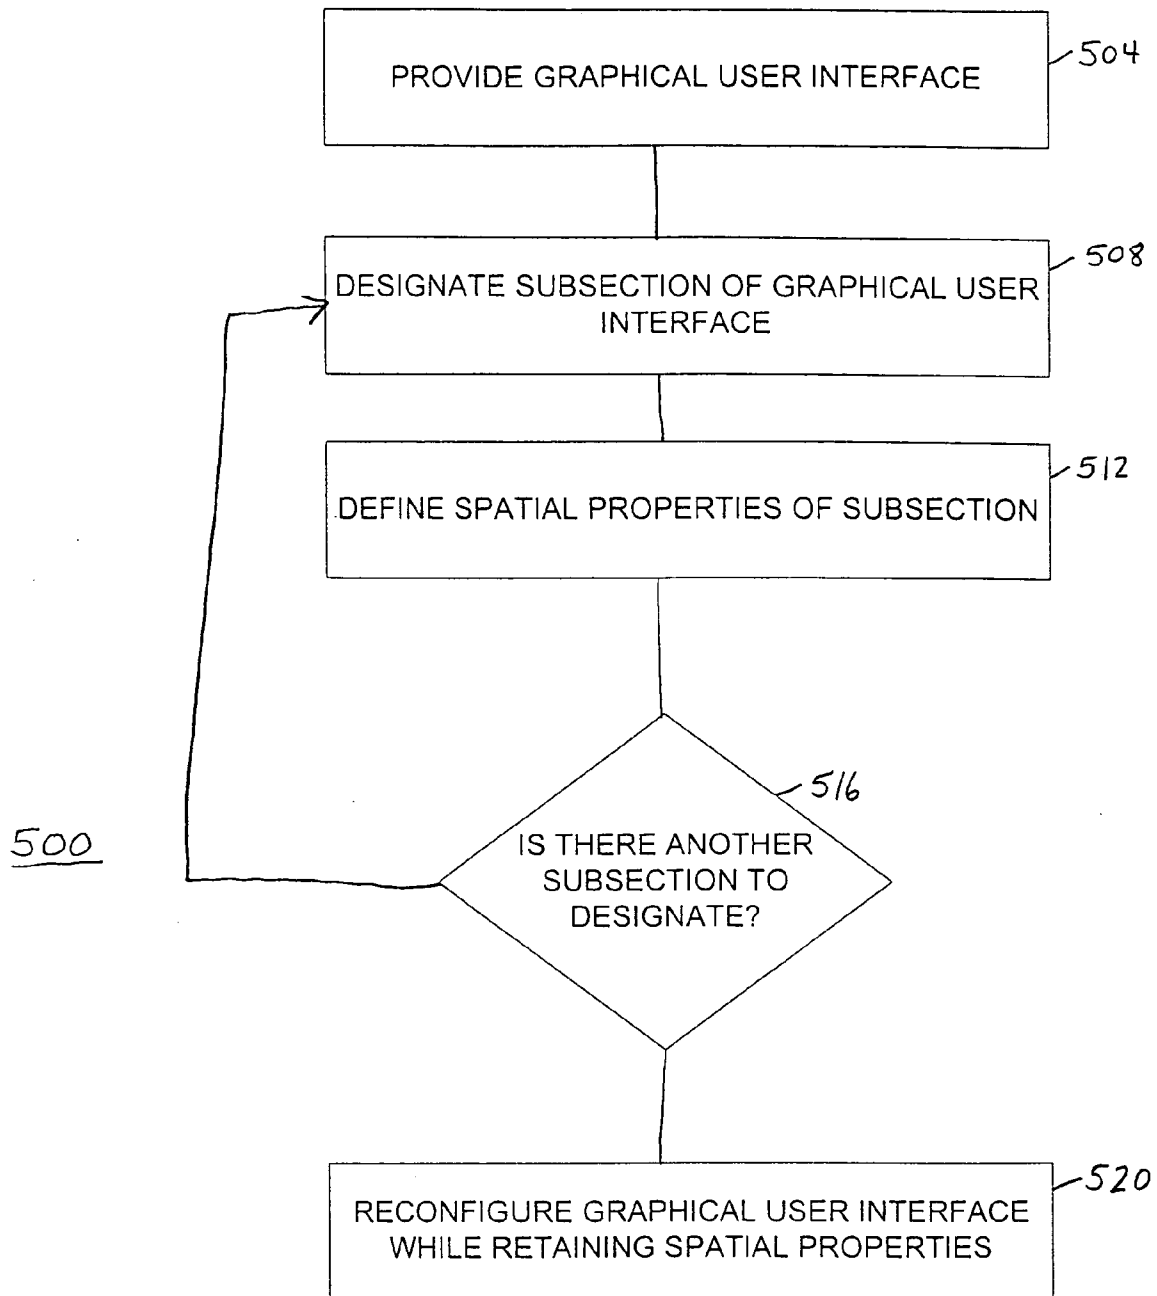 PROVIDE GRAPHICAL USER INTERFACE
504
DESIGNATE SUBSECTION OF GRAPHICAL USER
INTERFACE
508
DEFINE SPATIAL PROPERTIES OF SUBSECTION
512
516
IS THERE ANOTHER
SUBSECTION TO
DESIGNATE?
500
RECONFIGURE GRAPHICAL USER INTERFACE
WHILE RETAINING SPATIAL PROPERTIES
520